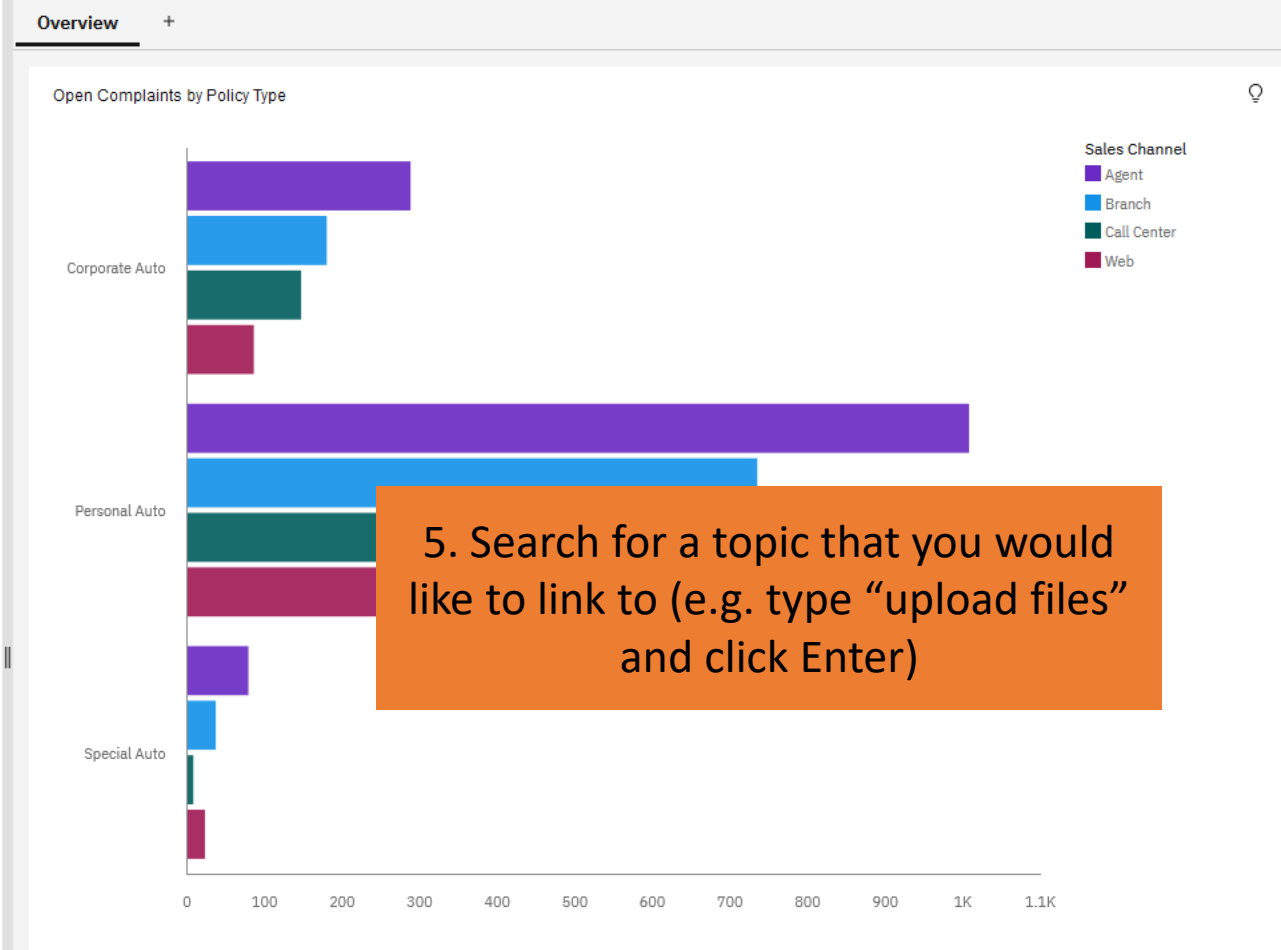 Overview +
Open Complaints by Policy Type
Sales Channel
Agent
Branch
Call Center
Web
Corporate Auto
Personal Auto
5. Search for a topic that you would
like to link to (e.g. type “upload files”
and click Enter)
Special Auto
0 100 200 300 400 500 600 700 800 900 1K 1.1K